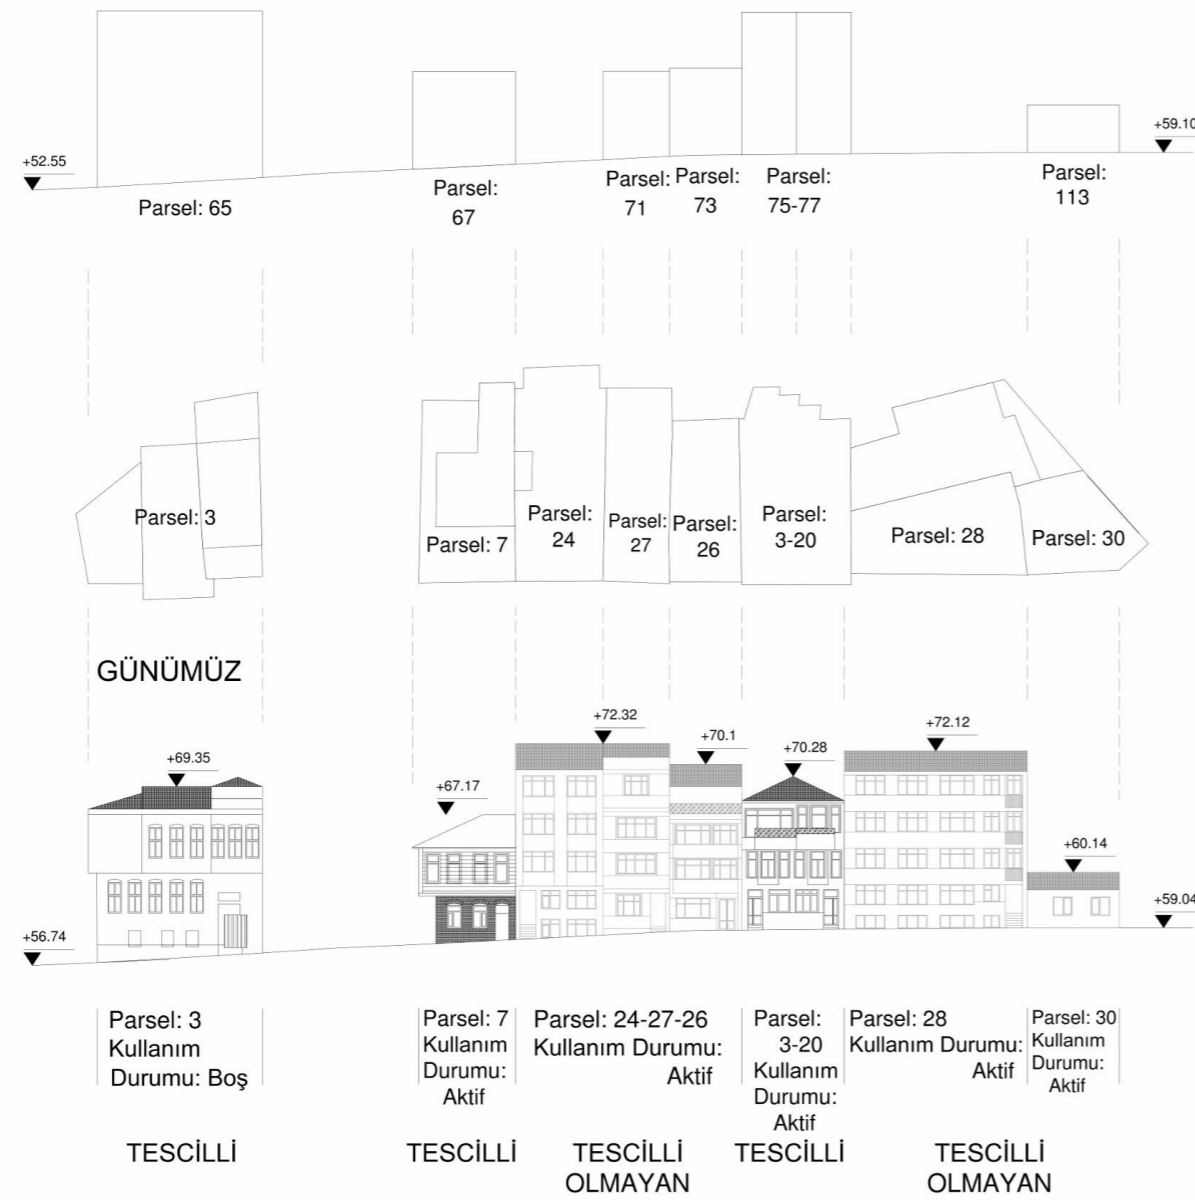 +52.55
+59.10
Parsel: 65
Parsel:
67
Parsel:
71
Parsel:
73
Parsel:
75-77
Parsel:
113
Parsel: 3
Parsel: 7
Parsel:
24
Parsel:
27
Parsel:
26
Parsel:
3-20
Parsel: 28
Parsel: 30
GÜNÜMÜZ
+69.35
+67.17
+72.32
+70.1
+70.28
+72.12
+60.14
+56.74
+59.04
Parsel: 3
Kullanım
Durumu: Boş
Parsel: 7
Kullanım
Durumu:
Aktif
Parsel: 24-27-26
Kullanım Durumu:
Aktif
Parsel:
3-20
Kullanım
Durumu:
Aktif
Parsel: 28
Kullanım Durumu:
Aktif
Parsel: 30
Kullanım
Durumu:
Aktif
TESCİLLİ
TESCİLLİ
TESCİLLİ
OLMAYAN
TESCİLLİ
TESCİLLİ
OLMAYAN